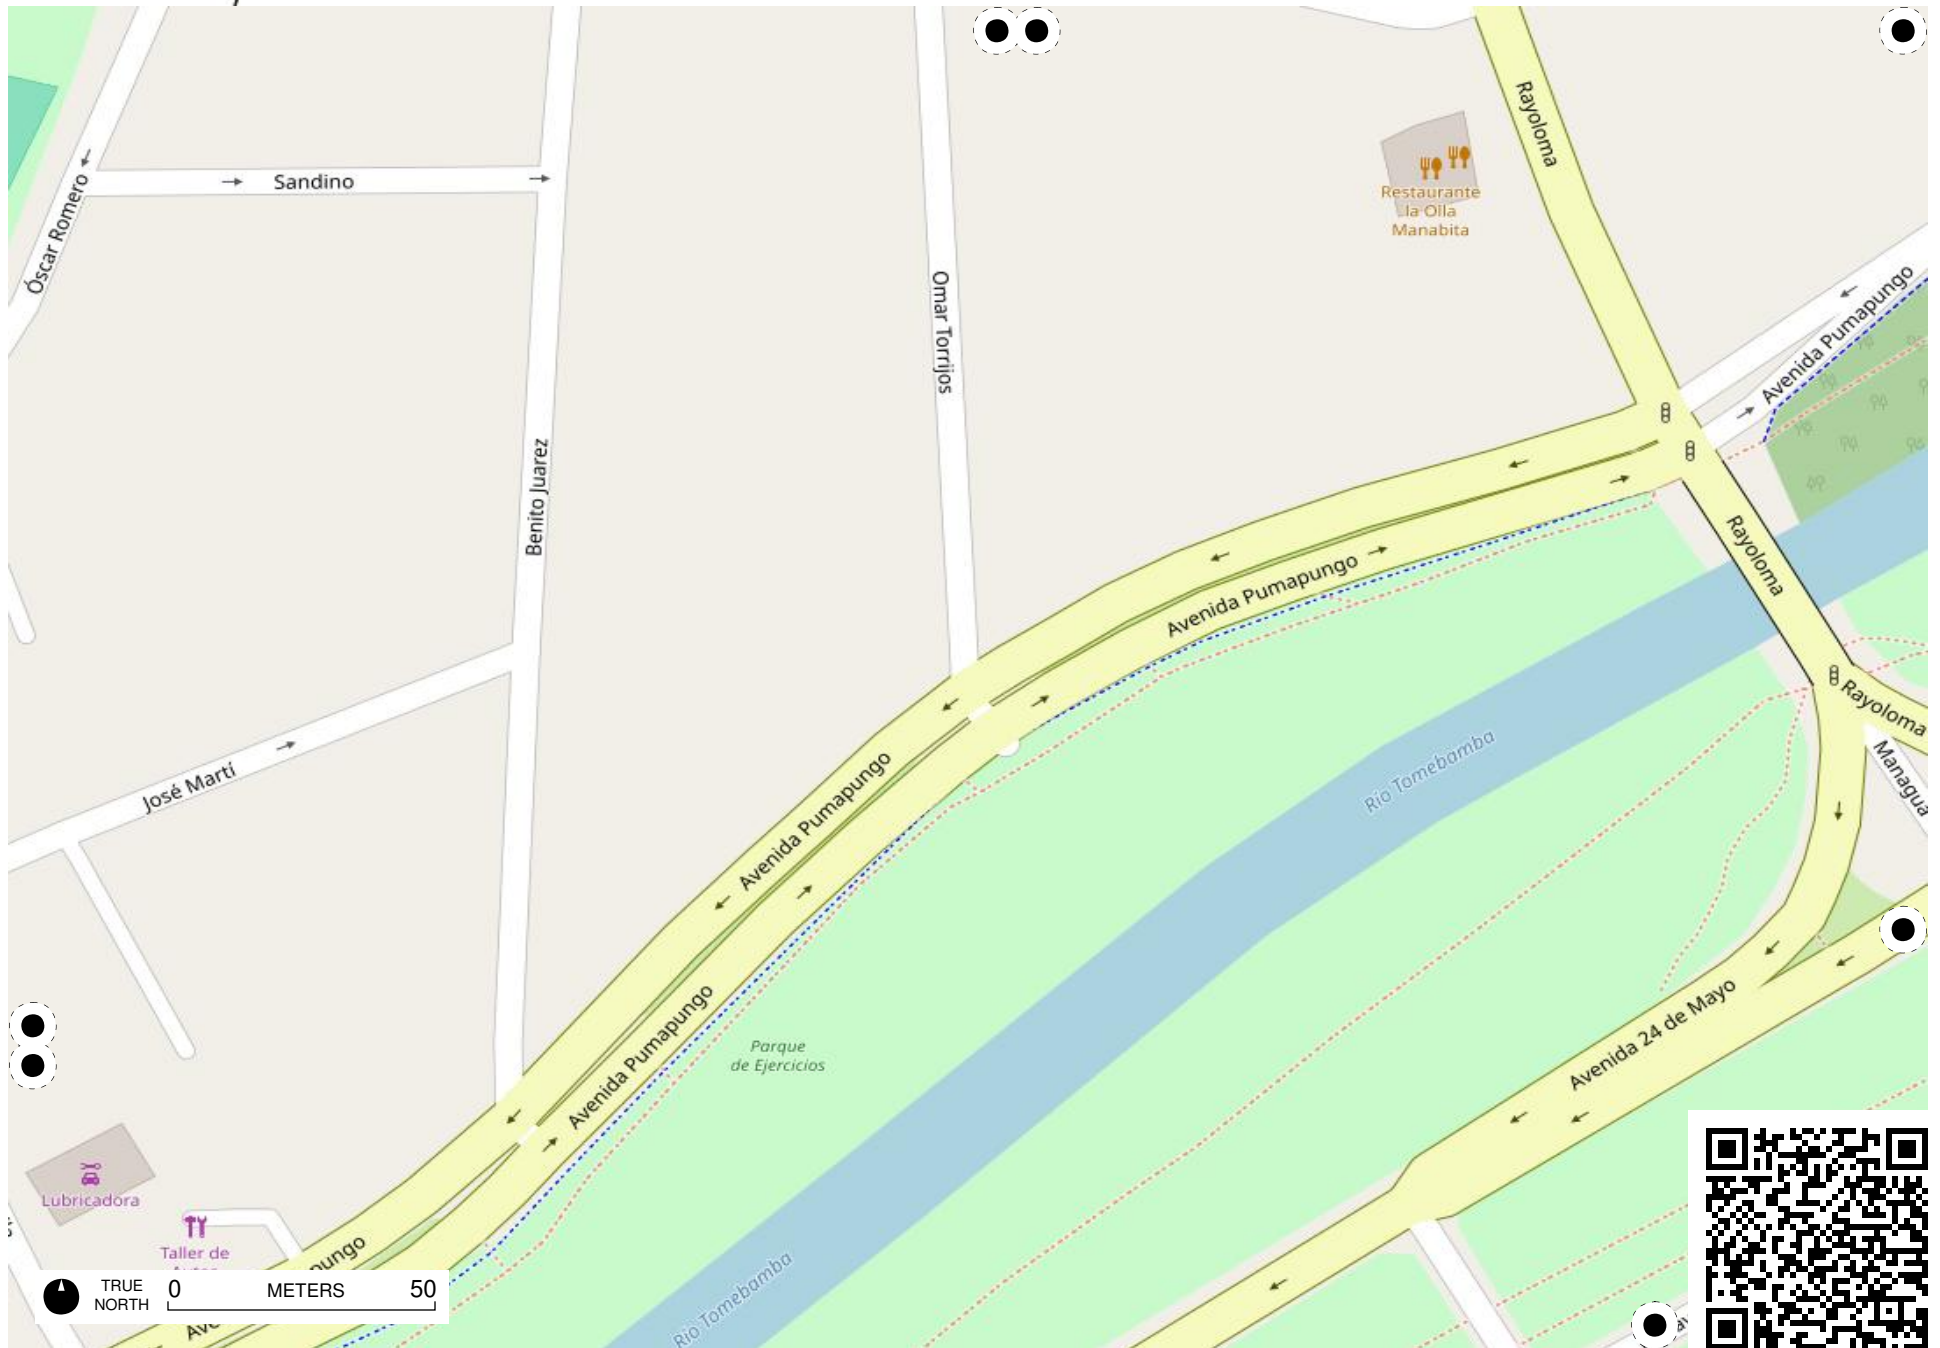 Rayoloma
Sandino
Óscar Romero
Restaurante
la Olla
Manabita
Omar Torrijos
Avenida Pumapungo
Benito Juarez
Rayoloma
Avenida Pumapungo
Rayoloma
José Martí
Avenida Pumapungo
Río Tomebamba
Managua
Avenida Pumapungo
Parque
de Ejercicios
Avenida 24 de Mayo
Lubricadora
Taller de
pungo
Río Tomebamba
TRUE
NORTH
0 METERS 50
Ave